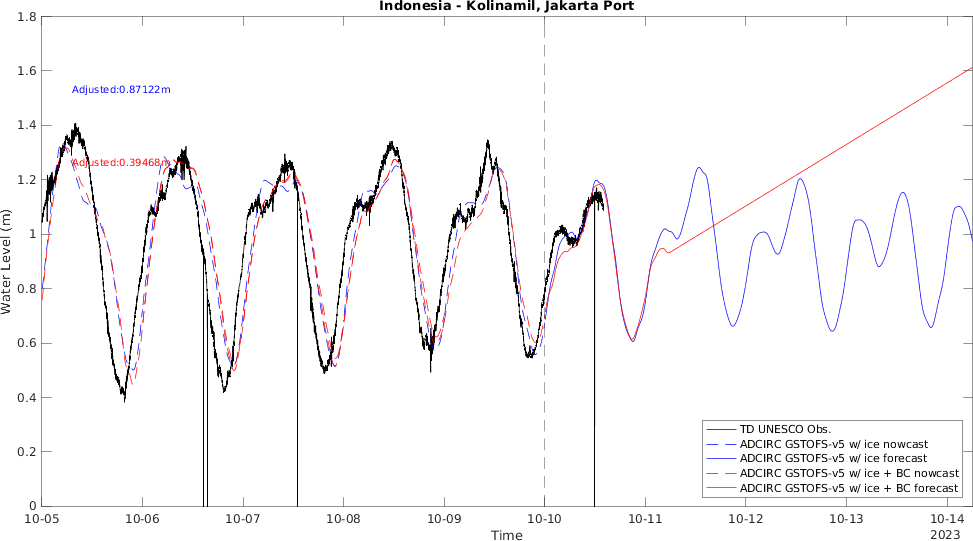 Indonesia - Kolinamil, Jakarta Port
1.8
1.6
1.4
1.2
1
0.8
0.6
0.4
0.2
0
Water Level (m)
Adjusted:0.87122m
Adjusted:0.39468m
TD UNESCO Obs.
ADCIRC GSTOFS-v5 w/ ice nowcast
ADCIRC GSTOFS-v5 w/ ice forecast
ADCIRC GSTOFS-v5 w/ ice + BC nowcast
ADCIRC GSTOFS-v5 w/ ice + BC forecast
10-05 10-06 10-07 10-08 10-09 10-10 10-11 10-12 10-13 10-14
Time 2023